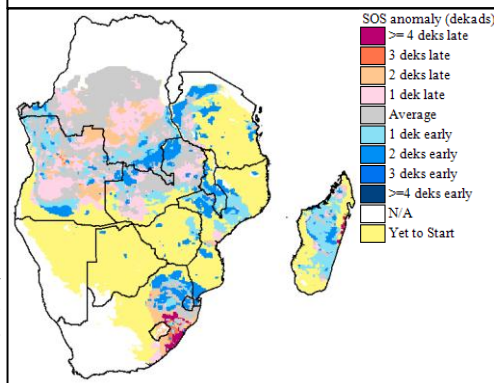 SOS anomaly (dekads)
>= 4 deks late
3 deks late
2 deks late
1 dek late
Average
1 dek early
2 deks early
3 deks early
>=4 deks early
N/A
Yet to Start